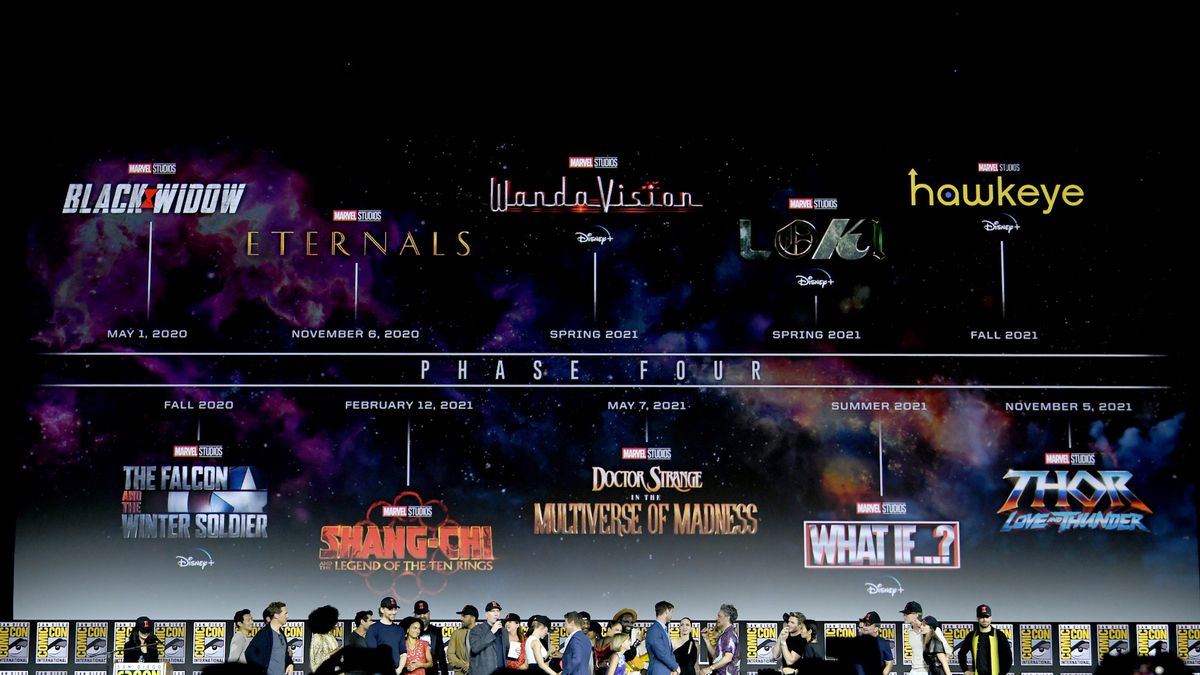 MARVEL STUDIOS
BLACK WIDOW
MAY 1, 2020
MARVEL STUDIOS
ETERNALS
NOVEMBER 6, 2020
MARVEL STUDIOS
WandaVision
Disney+
SPRING 2021
MARVEL STUDIOS
LOKI
Disney+
SPRING 2021
MARVEL STUDIOS
hawkeye
Disney+
FALL 2021
PHASE FOUR
FALL 2020
MARVEL STUDIOS
THE FALCON
AND THE
WINTER SOLDIER
Disney+
FEBRUARY 12, 2021
MARVEL STUDIOS
SHANG-CHI
AND THE LEGEND OF THE TEN RINGS
MAY 7, 2021
MARVEL STUDIOS
DOCTOR STRANGE
IN THE
MULTIVERSE OF MADNESS
SUMMER 2021
MARVEL STUDIOS
WHAT IF...?
Disney+
NOVEMBER 5, 2021
MARVEL STUDIOS
THOR
LOVE AND THUNDER
SAN DIEGO
COMIC CON
INTERNATIONAL